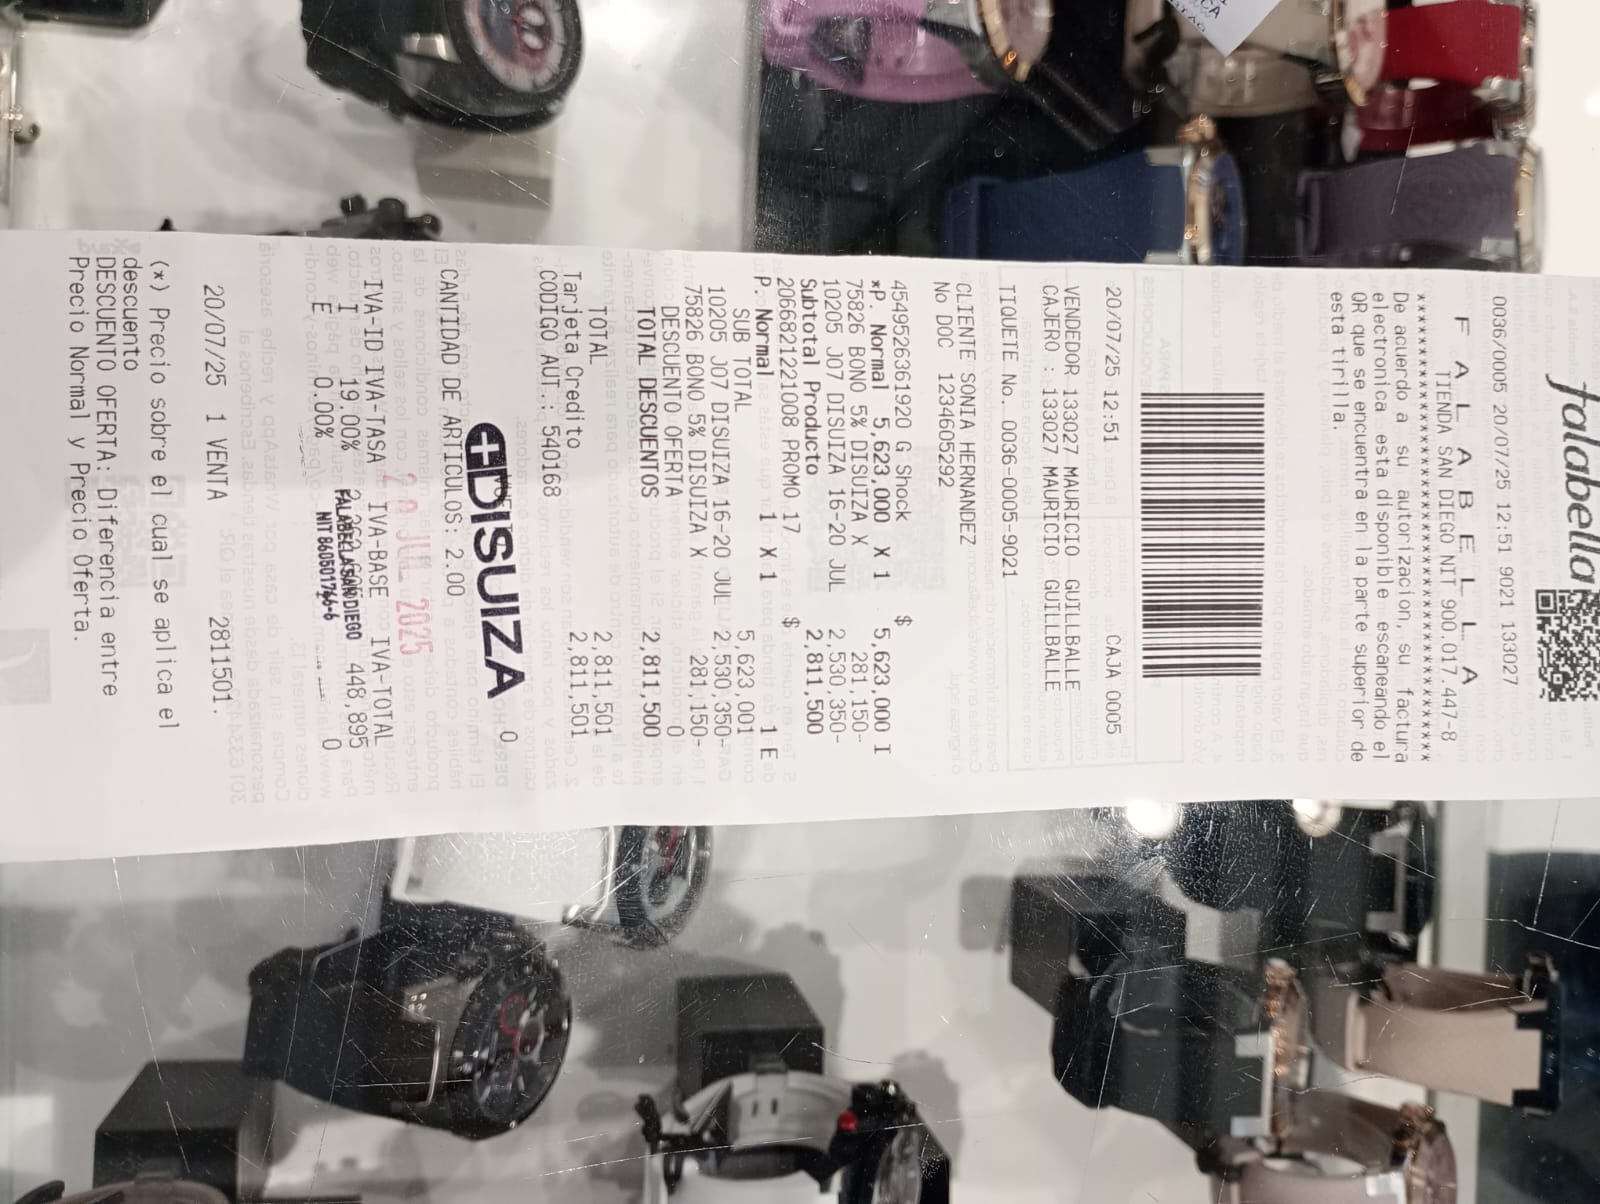 falabella
0036/0005 20/07/25 12:51 9021 133027
F A L A B E L L A
TIENDA SAN DIEGO NIT 900.017.447-8
****************************************
De acuerdo a su autorizacion, su factura
electronica esta disponible escaneando el
QR que se encuentra en la parte superior de
esta tirilla.
20/07/25 12:51 CAJA 0005
VENDEDOR 133027 MAURICIO GUILLBALLE
CAJERO : 133027 MAURICIO GUILLBALLE
TIQUETE No. 0036-0005-9021
CLIENTE SONIA HERNANDEZ
No DOC 1234605292
4549526361920 G Shock $
*P. Normal 5,623,000 X 1 5,623,000 I
75826 BONO 5% DISUIZA X 281,150-
10205 J07 DISUIZA 16-20 JUL 2,530,350-
Subtotal Producto 2,811,500
2066821221008 PROMO 17 $
P. Normal 1 X 1 1 E
SUB TOTAL 5,623,001
10205 J07 DISUIZA 16-20 JUL 2,530,350-
75826 BONO 5% DISUIZA X 281,150-
DESCUENTO OFERTA 0
TOTAL DESCUENTOS 2,811,500
TOTAL 2,811,501
Tarjeta Credito 2,811,501
CODIGO AUT.: 540168
0
DISUIZA
CANTIDAD DE ARTICULOS: 2.00
20 JUL 2025
IVA-ID IVA-TASA IVA-BASE IVA-TOTAL
I 19.00% 448,895
FALABELLA SAN DIEGO
E 0.00% 0
20/07/25 1 VENTA 2811501.
(*) Precio sobre el cual se aplica el
descuento
DESCUENTO OFERTA: Diferencia entre
Precio Normal y Precio Oferta.